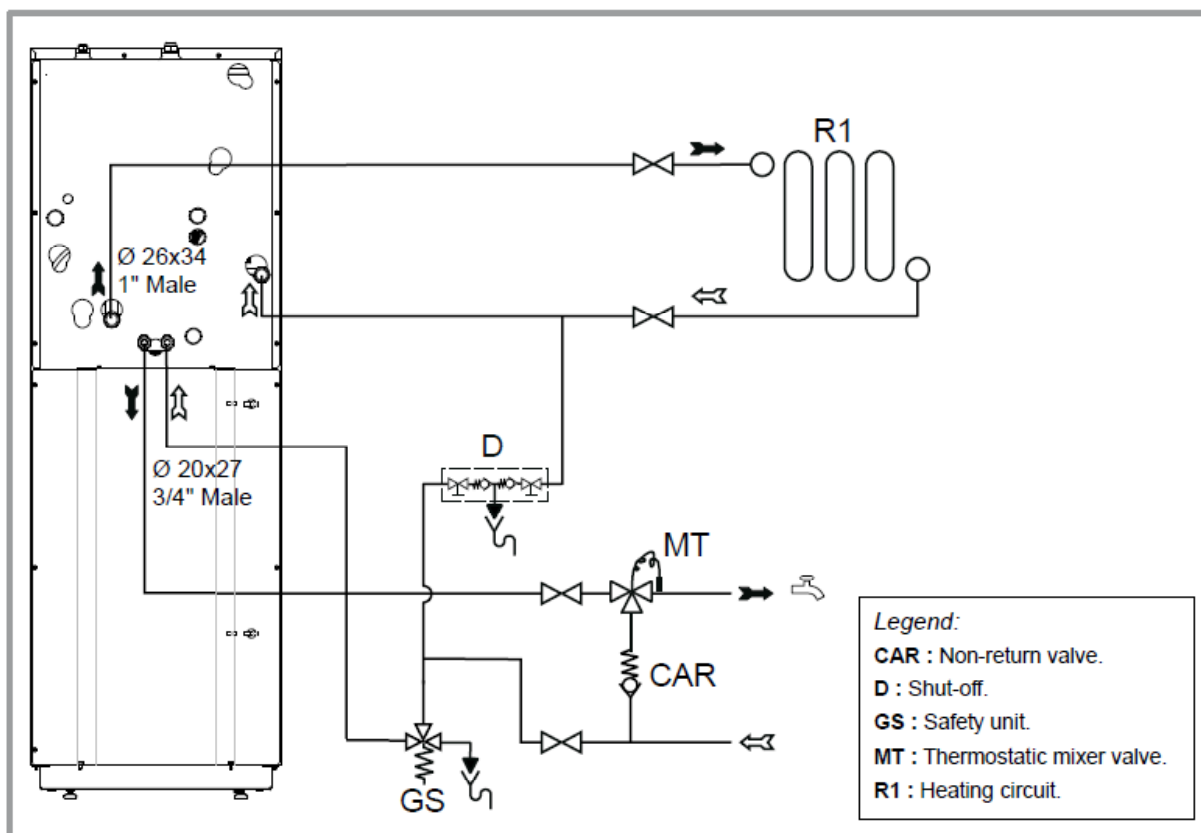 R1
Ø 26x34
1" Male
D
Ø 20x27
3/4" Male
MT
CAR
GS
Legend:
CAR : Non-return valve.
D : Shut-off.
GS : Safety unit.
MT : Thermostatic mixer valve.
R1 : Heating circuit.